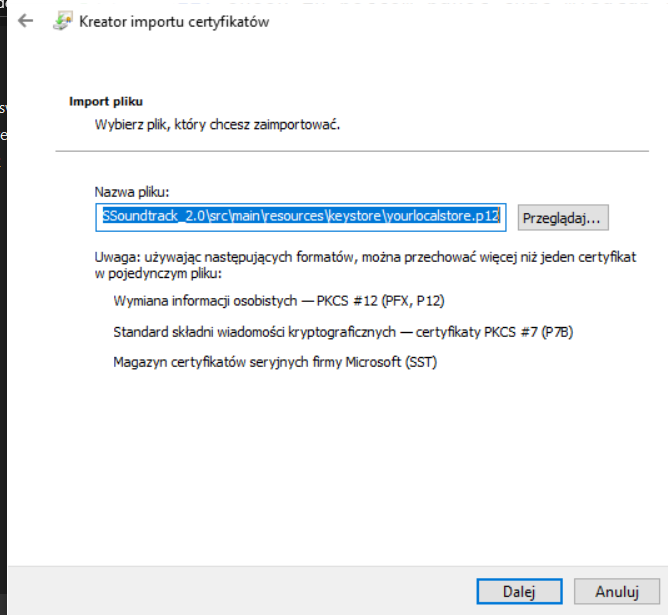 Kreator importu certyfikatów
Import pliku
Wybierz plik, który chcesz zaimportować.
Nazwa pliku:
SSoundtrack_2.0\src\main\resources\keystore\yourlocalstore.p12
Przeglądaj...
Uwaga: używając następujących formatów, można przechować więcej niż jeden certyfikat
w pojedynczym pliku:
Wymiana informacji osobistych — PKCS #12 (PFX, P12)
Standard składni wiadomości kryptograficznych — certyfikaty PKCS #7 (P7B)
Magazyn certyfikatów seryjnych firmy Microsoft (SST)
Dalej
Anuluj